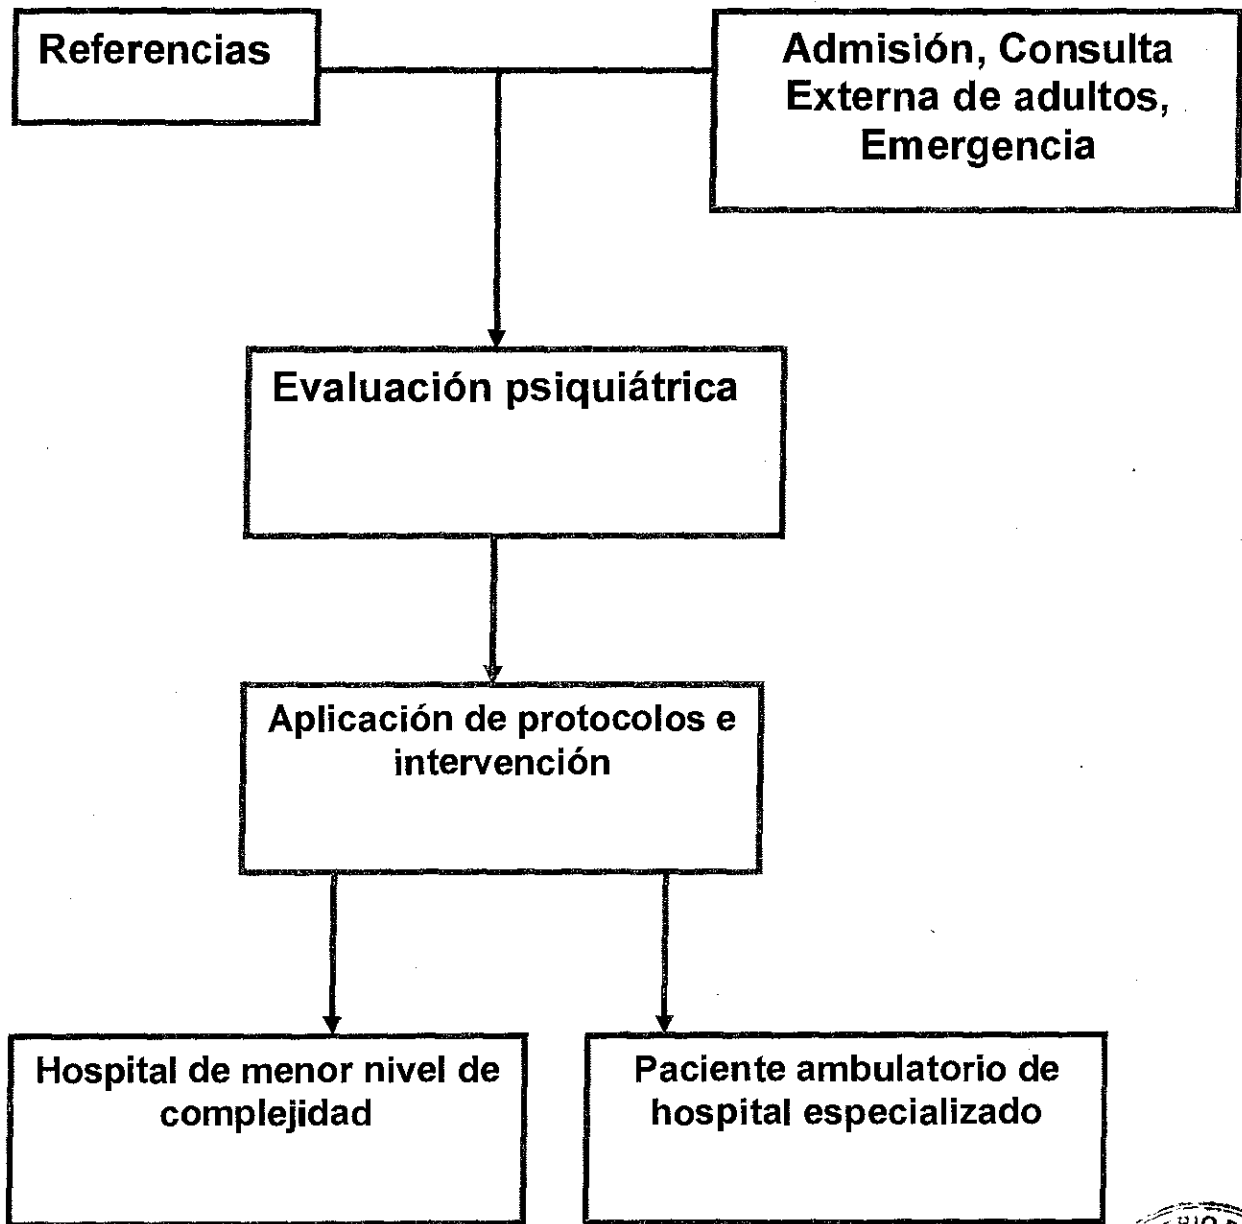 Referencias
Admisión, Consulta
Externa de adultos,
Emergencia
Evaluación psiquiátrica
Aplicación de protocolos e
intervención
Hospital de menor nivel de
complejidad
Paciente ambulatorio de
hospital especializado